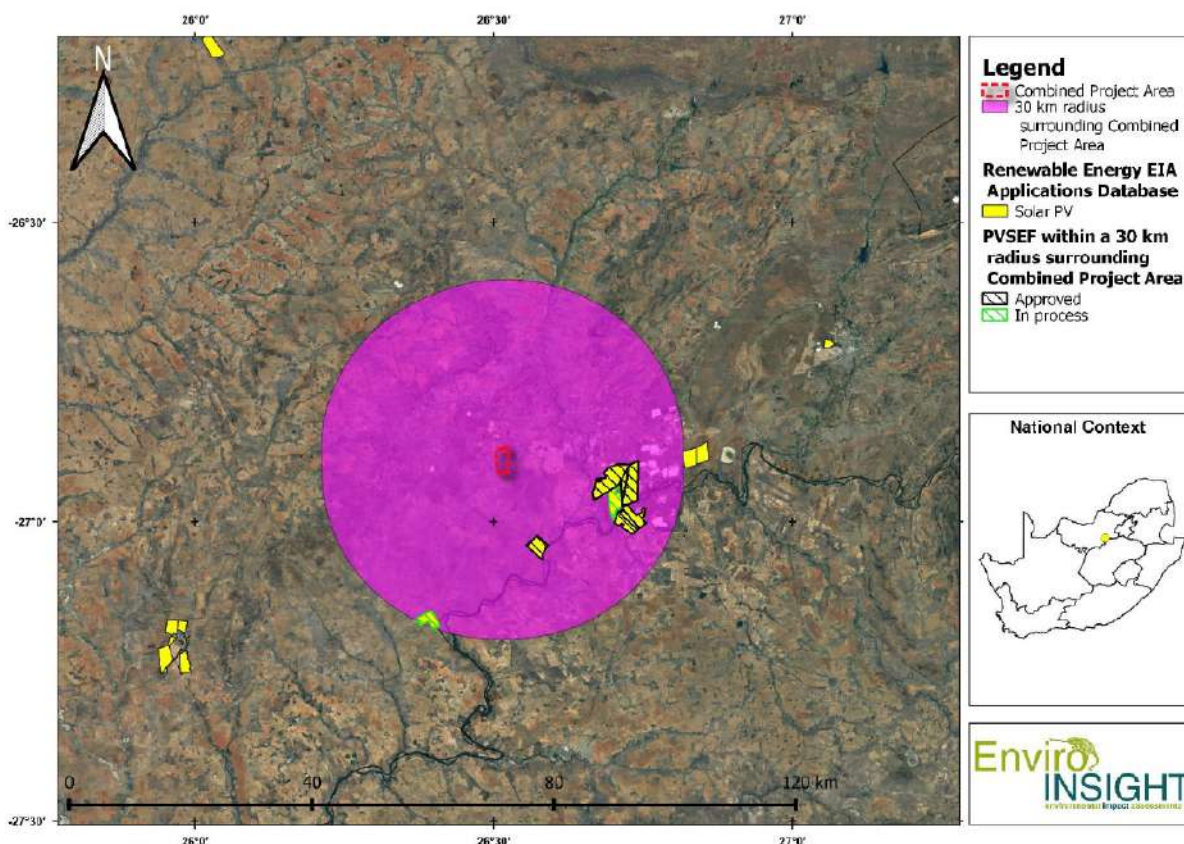 26°0' 26°30' 27°0'
N
-26°30'
-27°0'
-27°30'
0 40 80 120 km
26°0' 26°30' 27°0'
Legend
Combined Project Area
30 km radius
surrounding Combined
Project Area
Renewable Energy EIA
Applications Database
Solar PV
PVSEF within a 30 km
radius surrounding
Combined Project Area
Approved
In process
National Context
Enviro
INSIGHT
environmental impact assessments